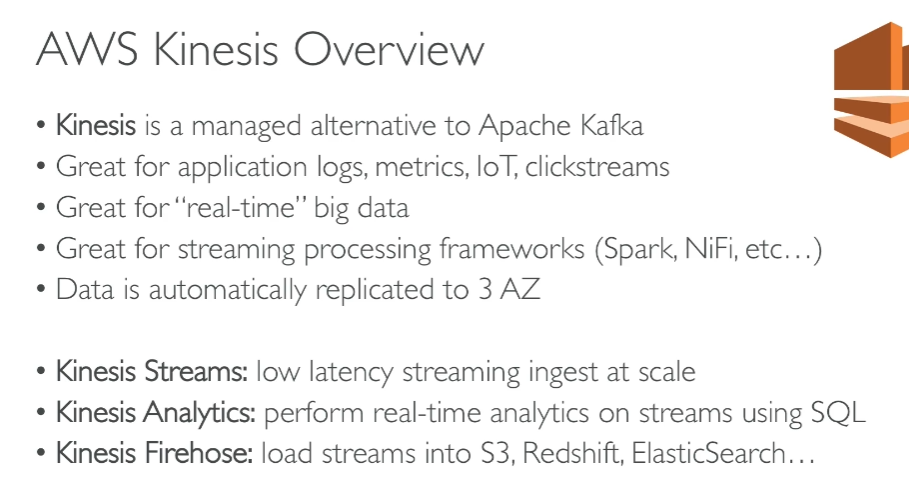 AWS Kinesis Overview
• Kinesis is a managed alternative to Apache Kafka
• Great for application logs, metrics, IoT, clickstreams
• Great for “real-time” big data
• Great for streaming processing frameworks (Spark, NiFi, etc…)
• Data is automatically replicated to 3 AZ
• Kinesis Streams: low latency streaming ingest at scale
• Kinesis Analytics: perform real-time analytics on streams using SQL
• Kinesis Firehose: load streams into S3, Redshift, ElasticSearch…